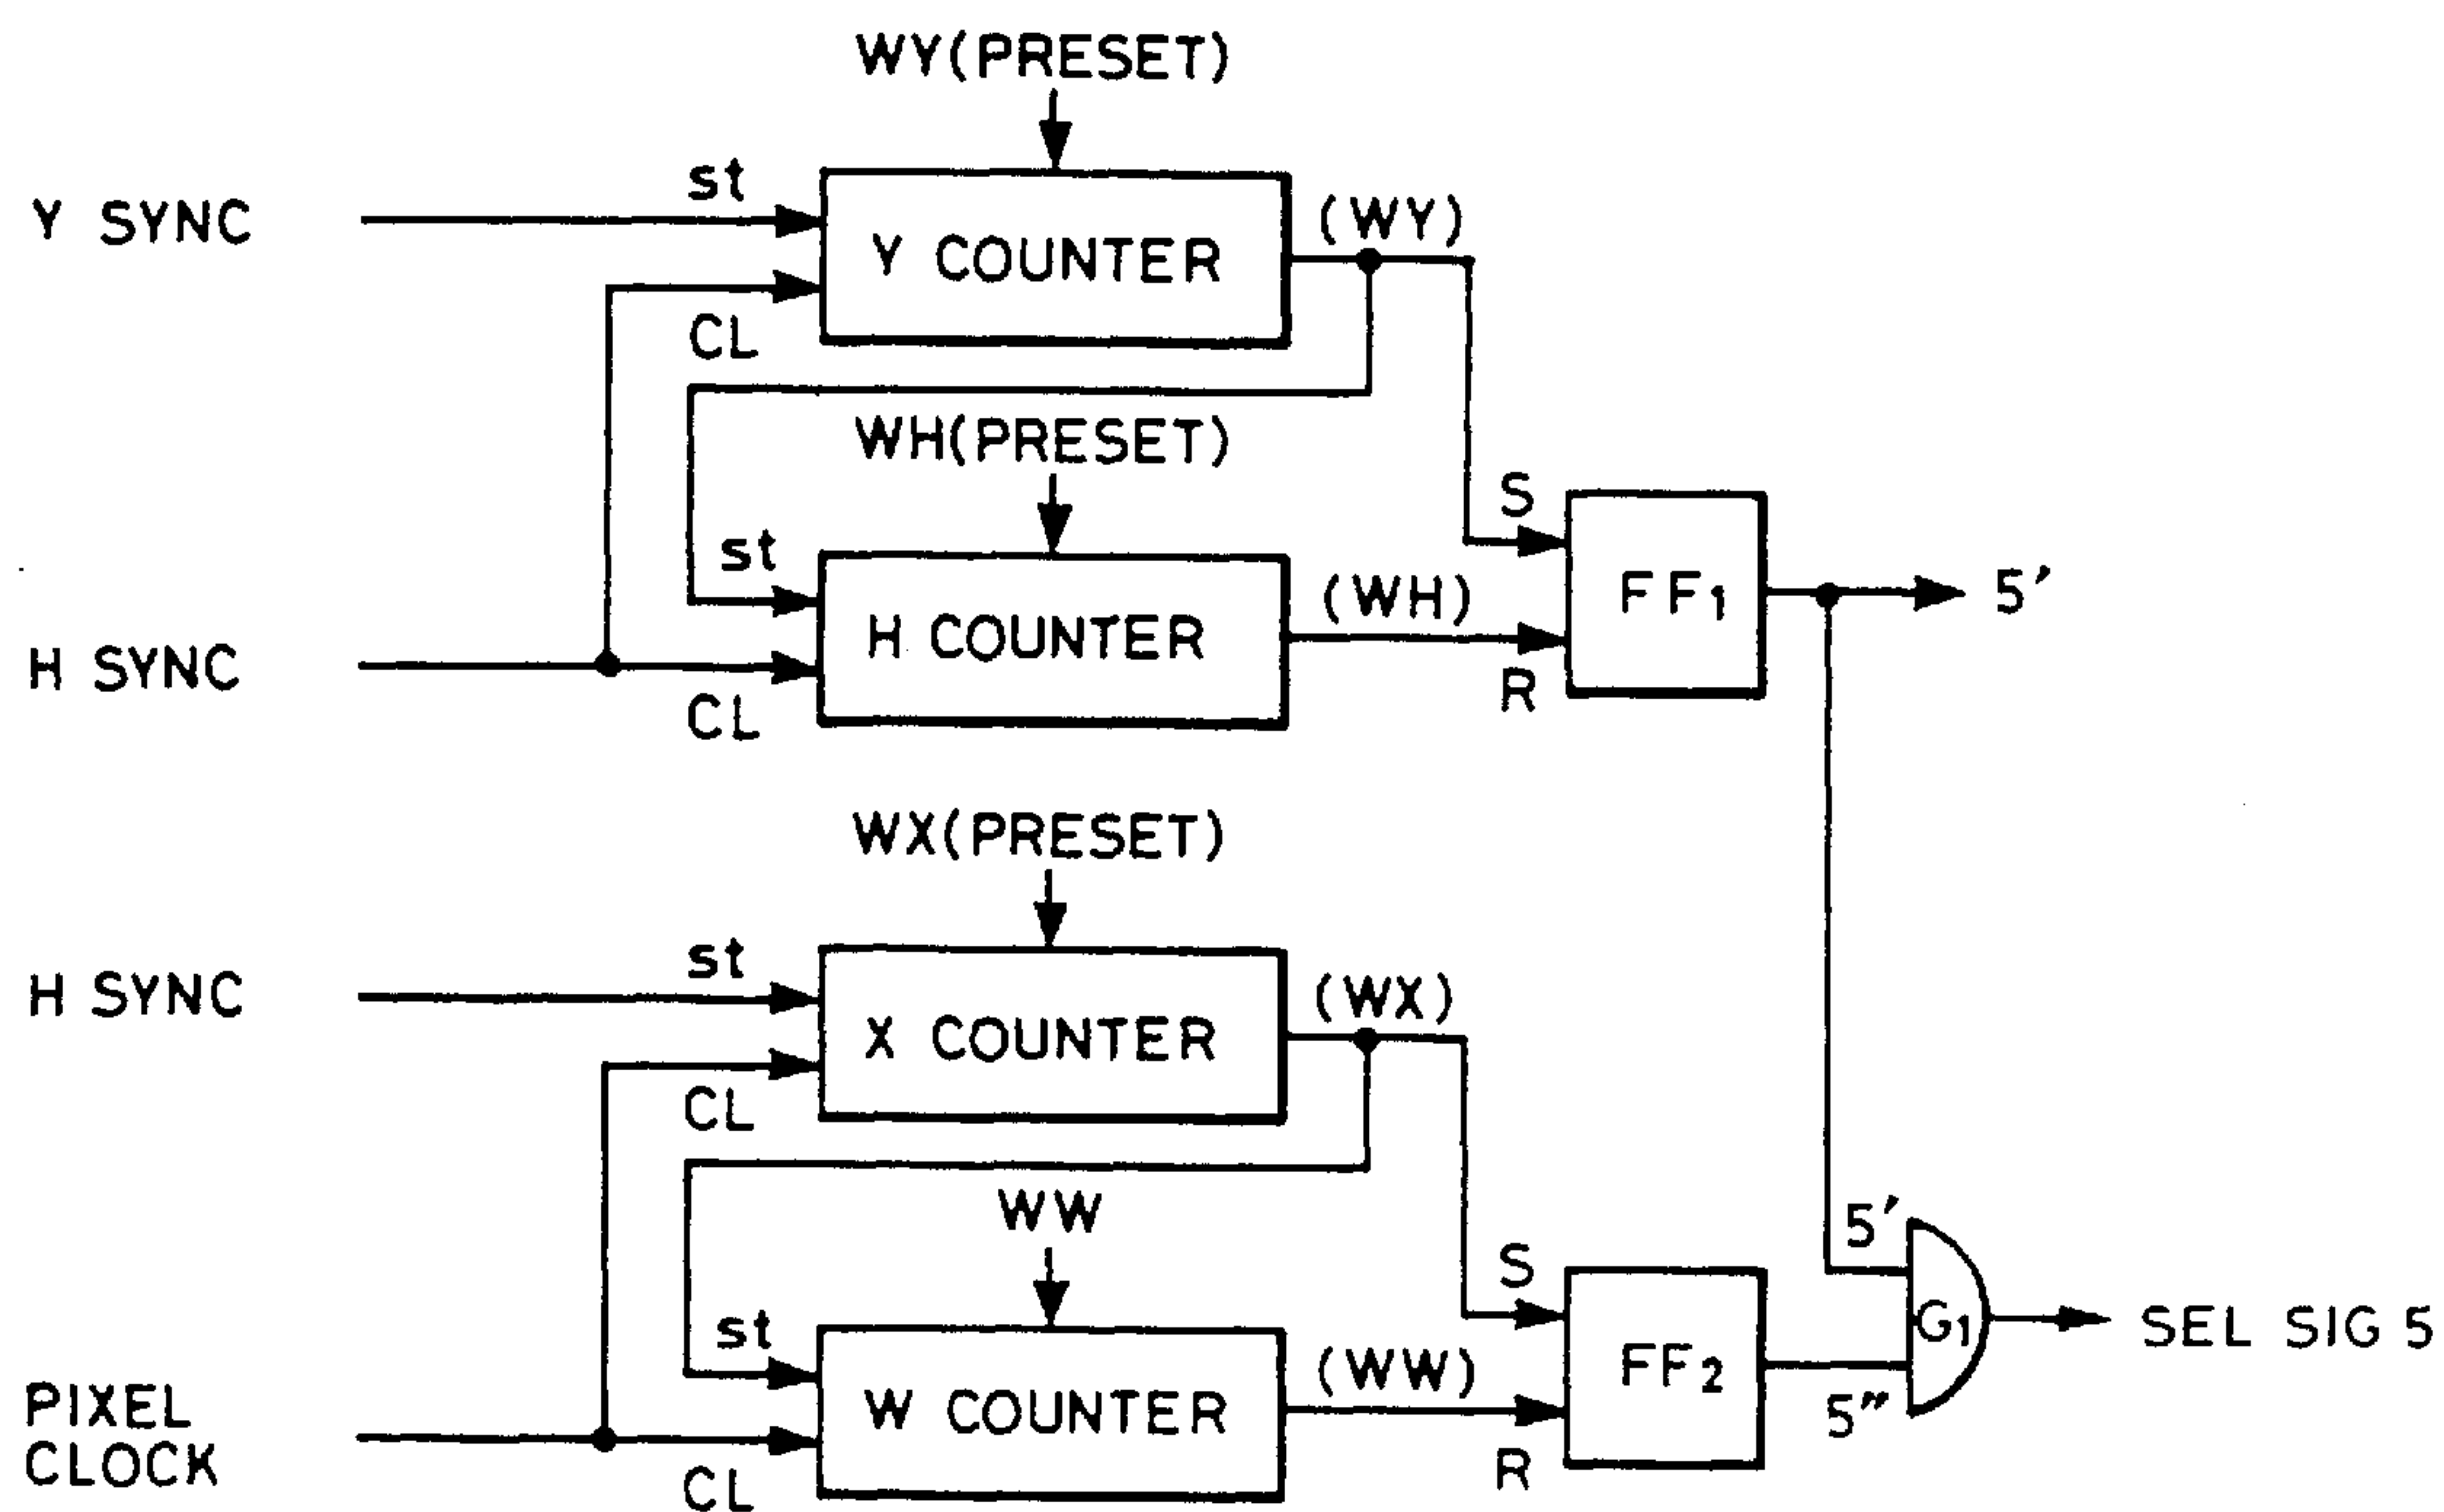 WY(PRESET)
Y SYNC
st
Y COUNTER
(WY)
CL
WH(PRESET)
S
st
FF1
5′
H COUNTER
(WH)
H SYNC
CL
R
WX(PRESET)
H SYNC
st
X COUNTER
(WX)
CL
WW
5′
S
st
G1
SEL SIG 5
FF2
W COUNTER
(WW)
5″
PIXEL
CLOCK
CL
R